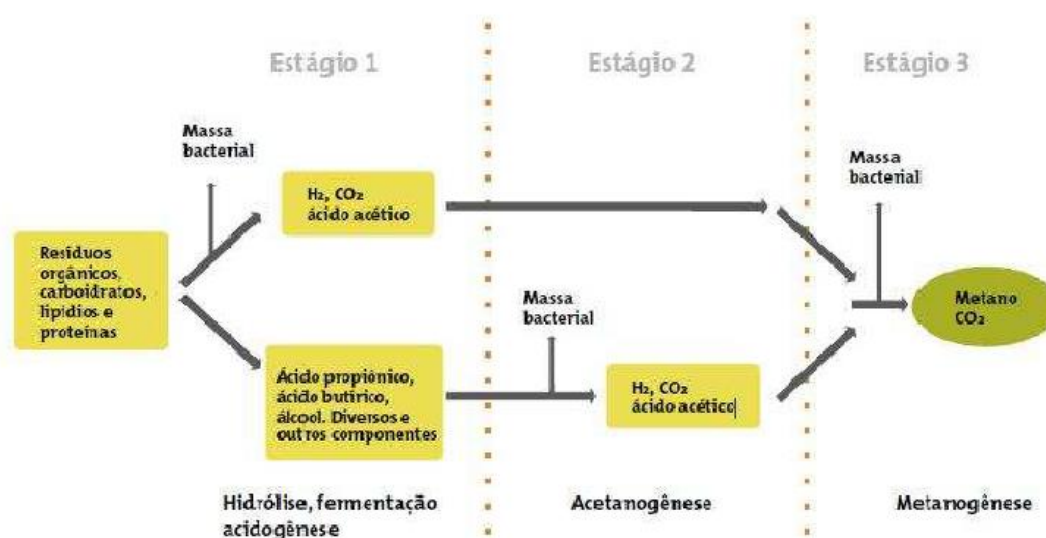 Estágio 1
Estágio 2
Estágio 3
Massa
bacterial
H₂, CO₂
ácido acético
Massa
bacterial
Resíduos
orgânicos,
carboidratos,
lipídios e
proteínas
Massa
bacterial
Metano
CO₂
Ácido propiônico,
ácido butírico,
álcool. Diversos e
outros componentes
H₂, CO₂
ácido acético
Hidrólise, fermentação
acidogênese
Acetanogênese
Metanogênese